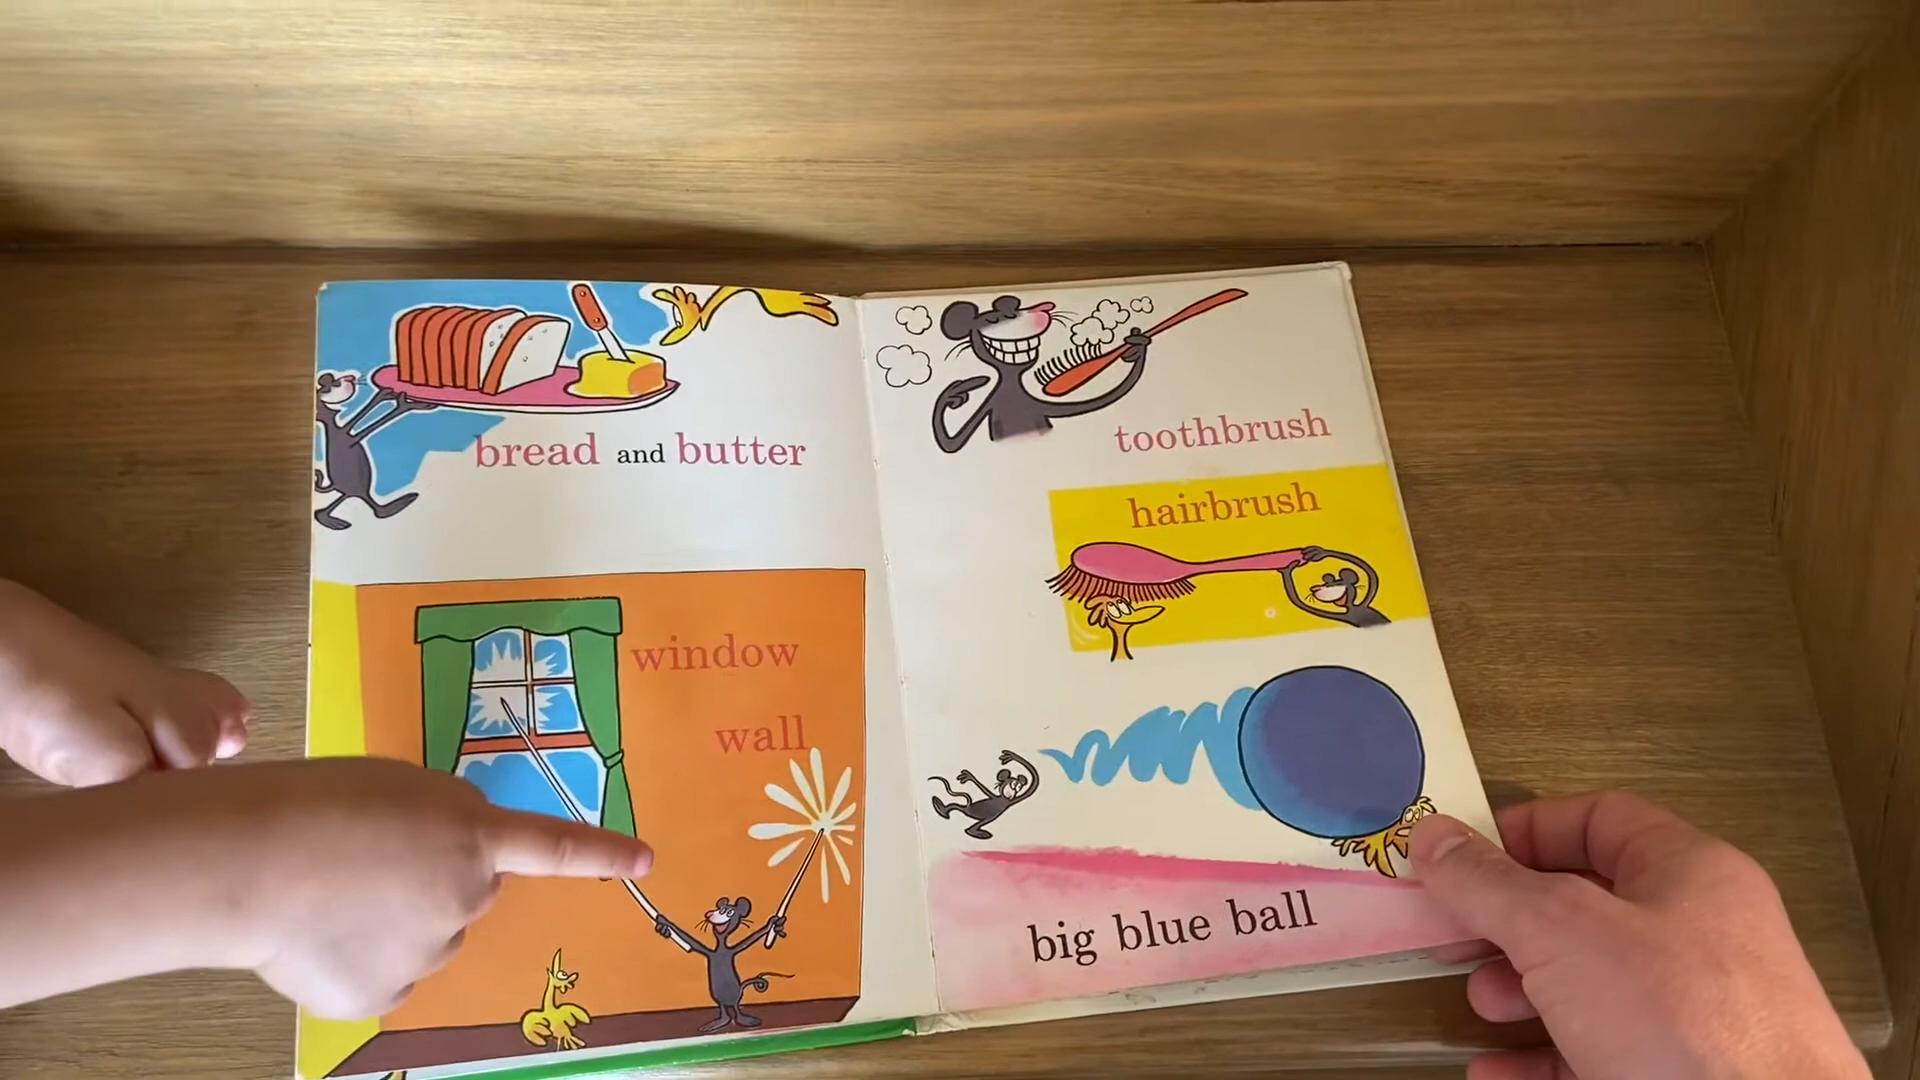 bread and butter
window
wall
toothbrush
hairbrush
big blue ball